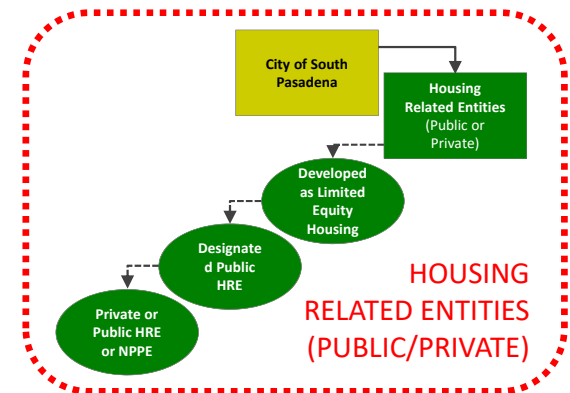 City of South
Pasadena
Housing
Related Entities
(Public or
Private)
Developed
as Limited
Equity
Housing
Designate
d Public
HRE
Private or
Public HRE
or NPPE
HOUSING
RELATED ENTITIES
(PUBLIC/PRIVATE)